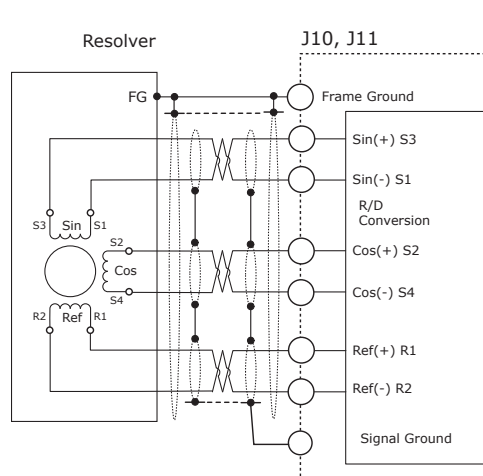 Resolver
J10, J11
FG
Frame Ground
Sin(+) S3
Sin(-) S1
R/D
Conversion
S3 Sin S1
S2
Cos(+) S2
Cos
S4
Cos(-) S4
R2 Ref R1
Ref(+) R1
Ref(-) R2
Signal Ground